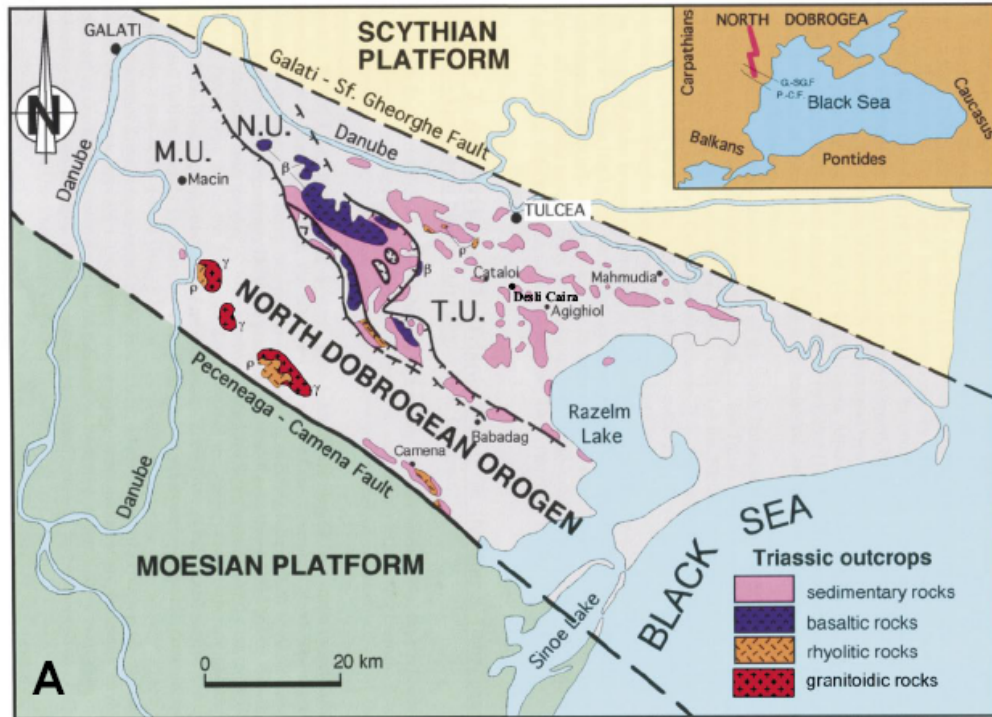 GALATI
SCYTHIAN
PLATFORM
Galati - Sf. Gheorghe Fault
NORTH DOBROGEA
Carpathians
G.-SG.F
P.-C.F.
Black Sea
Caucasus
Balkans
Pontides
N
Danube
N.U.
M.U.
Macin
β
Danube
TULCEA
ρ
β
Cataloi
Mahmudia
Desli Caira
Agighiol
T.U.
γ
ρ
γ
ρ
γ
NORTH DOBROGEAN OROGEN
Peceneaga - Camena Fault
Razelm
Lake
Babadag
Camena
Danube
MOESIAN PLATFORM
BLACK SEA
Sinoe Lake
Triassic outcrops
sedimentary rocks
basaltic rocks
rhyolitic rocks
granitoidic rocks
0 20 km
A